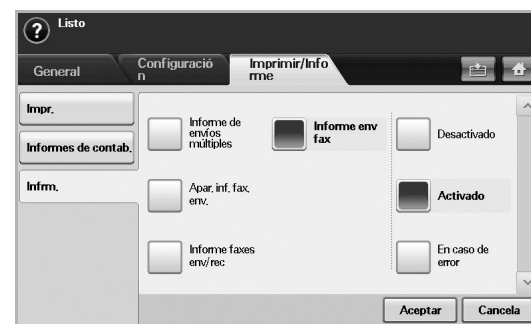 Listo
General
Configuració
n
Imprimir/Info
rme
Impr.
Informes de contab.
Infrm.
Informe de
envíos
múltiples
Informe env
fax
Desactivado
Apar. inf. fax.
env.
Activado
Informe faxes
env/rec
En caso de
error
Aceptar
Cancela